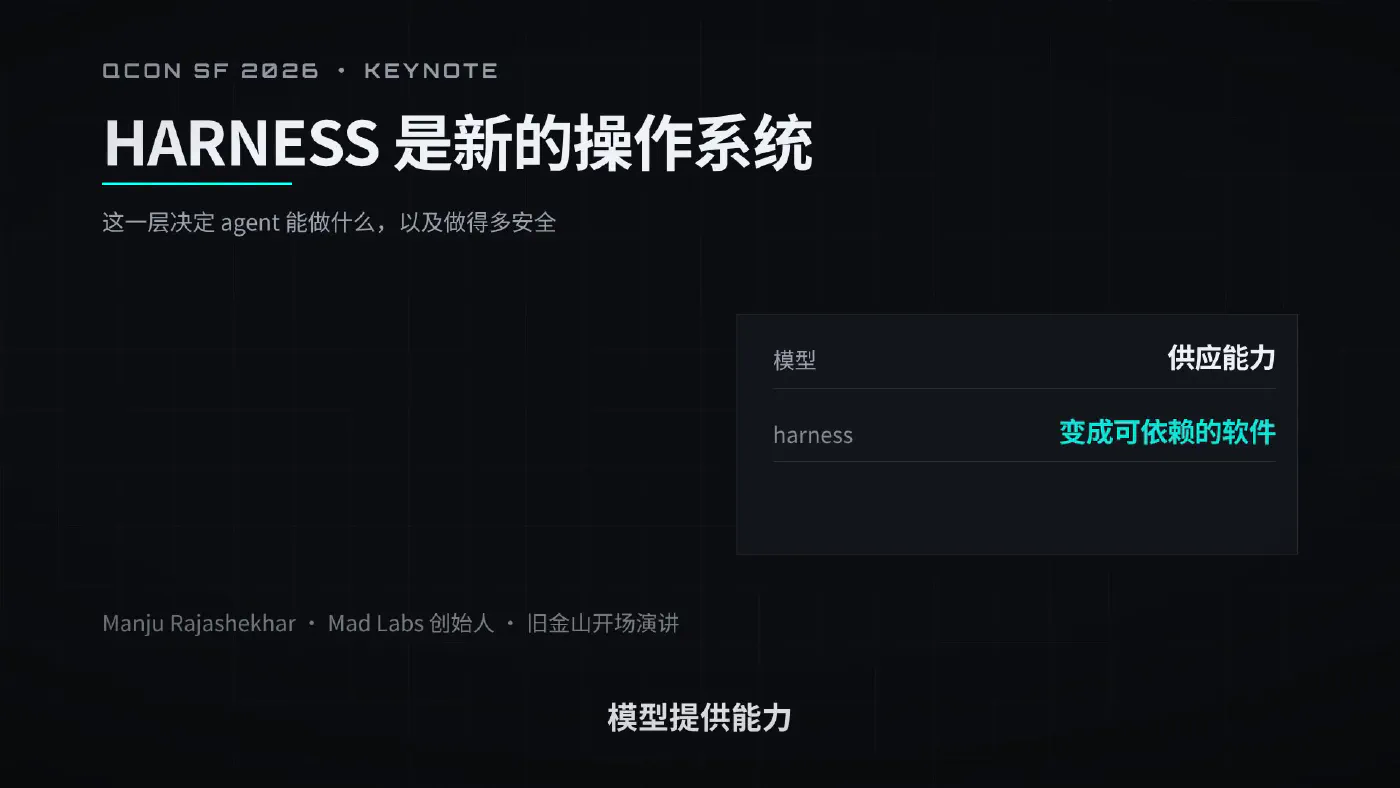 QCON SF 2026 • KEYNOTE
HARNESS 是新的操作系统
这一层决定 agent 能做什么，以及做得多安全
模型 供应能力
harness 变成可依赖的软件
Manju Rajashekhar • Mad Labs 创始人 • 旧金山开场演讲
模型提供能力